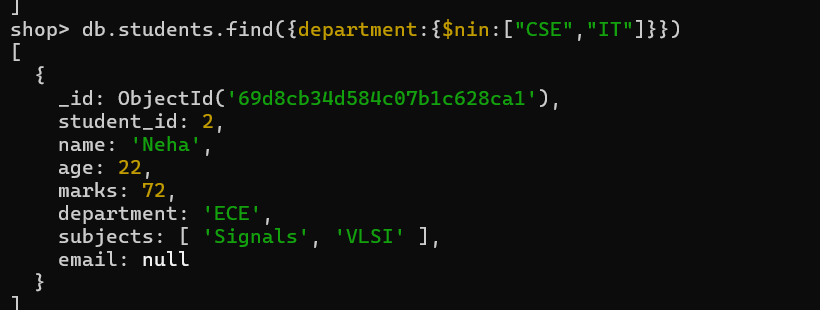 ]
shop> db.students.find({department:{$nin:["CSE","IT"]}})
[
  {
    _id: ObjectId('69d8cb34d584c07b1c628ca1'),
    student_id: 2,
    name: 'Neha',
    age: 22,
    marks: 72,
    department: 'ECE',
    subjects: [ 'Signals', 'VLSI' ],
    email: null
  }
]